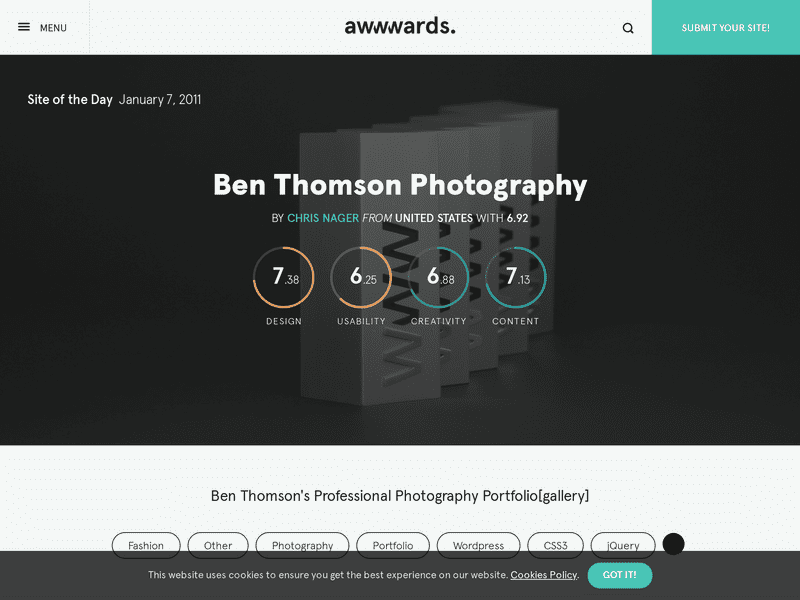 MENU
awwwards.
SUBMIT YOUR SITE!
Site of the Day January 7, 2011
Ben Thomson Photography
BY CHRIS NAGER FROM UNITED STATES WITH 6.92
7.38 6.25 6.88 7.13
DESIGN USABILITY CREATIVITY CONTENT
Ben Thomson's Professional Photography Portfolio[gallery]
Fashion Other Photography Portfolio Wordpress CSS3 jQuery
This website uses cookies to ensure you get the best experience on our website. Cookies Policy. GOT IT!